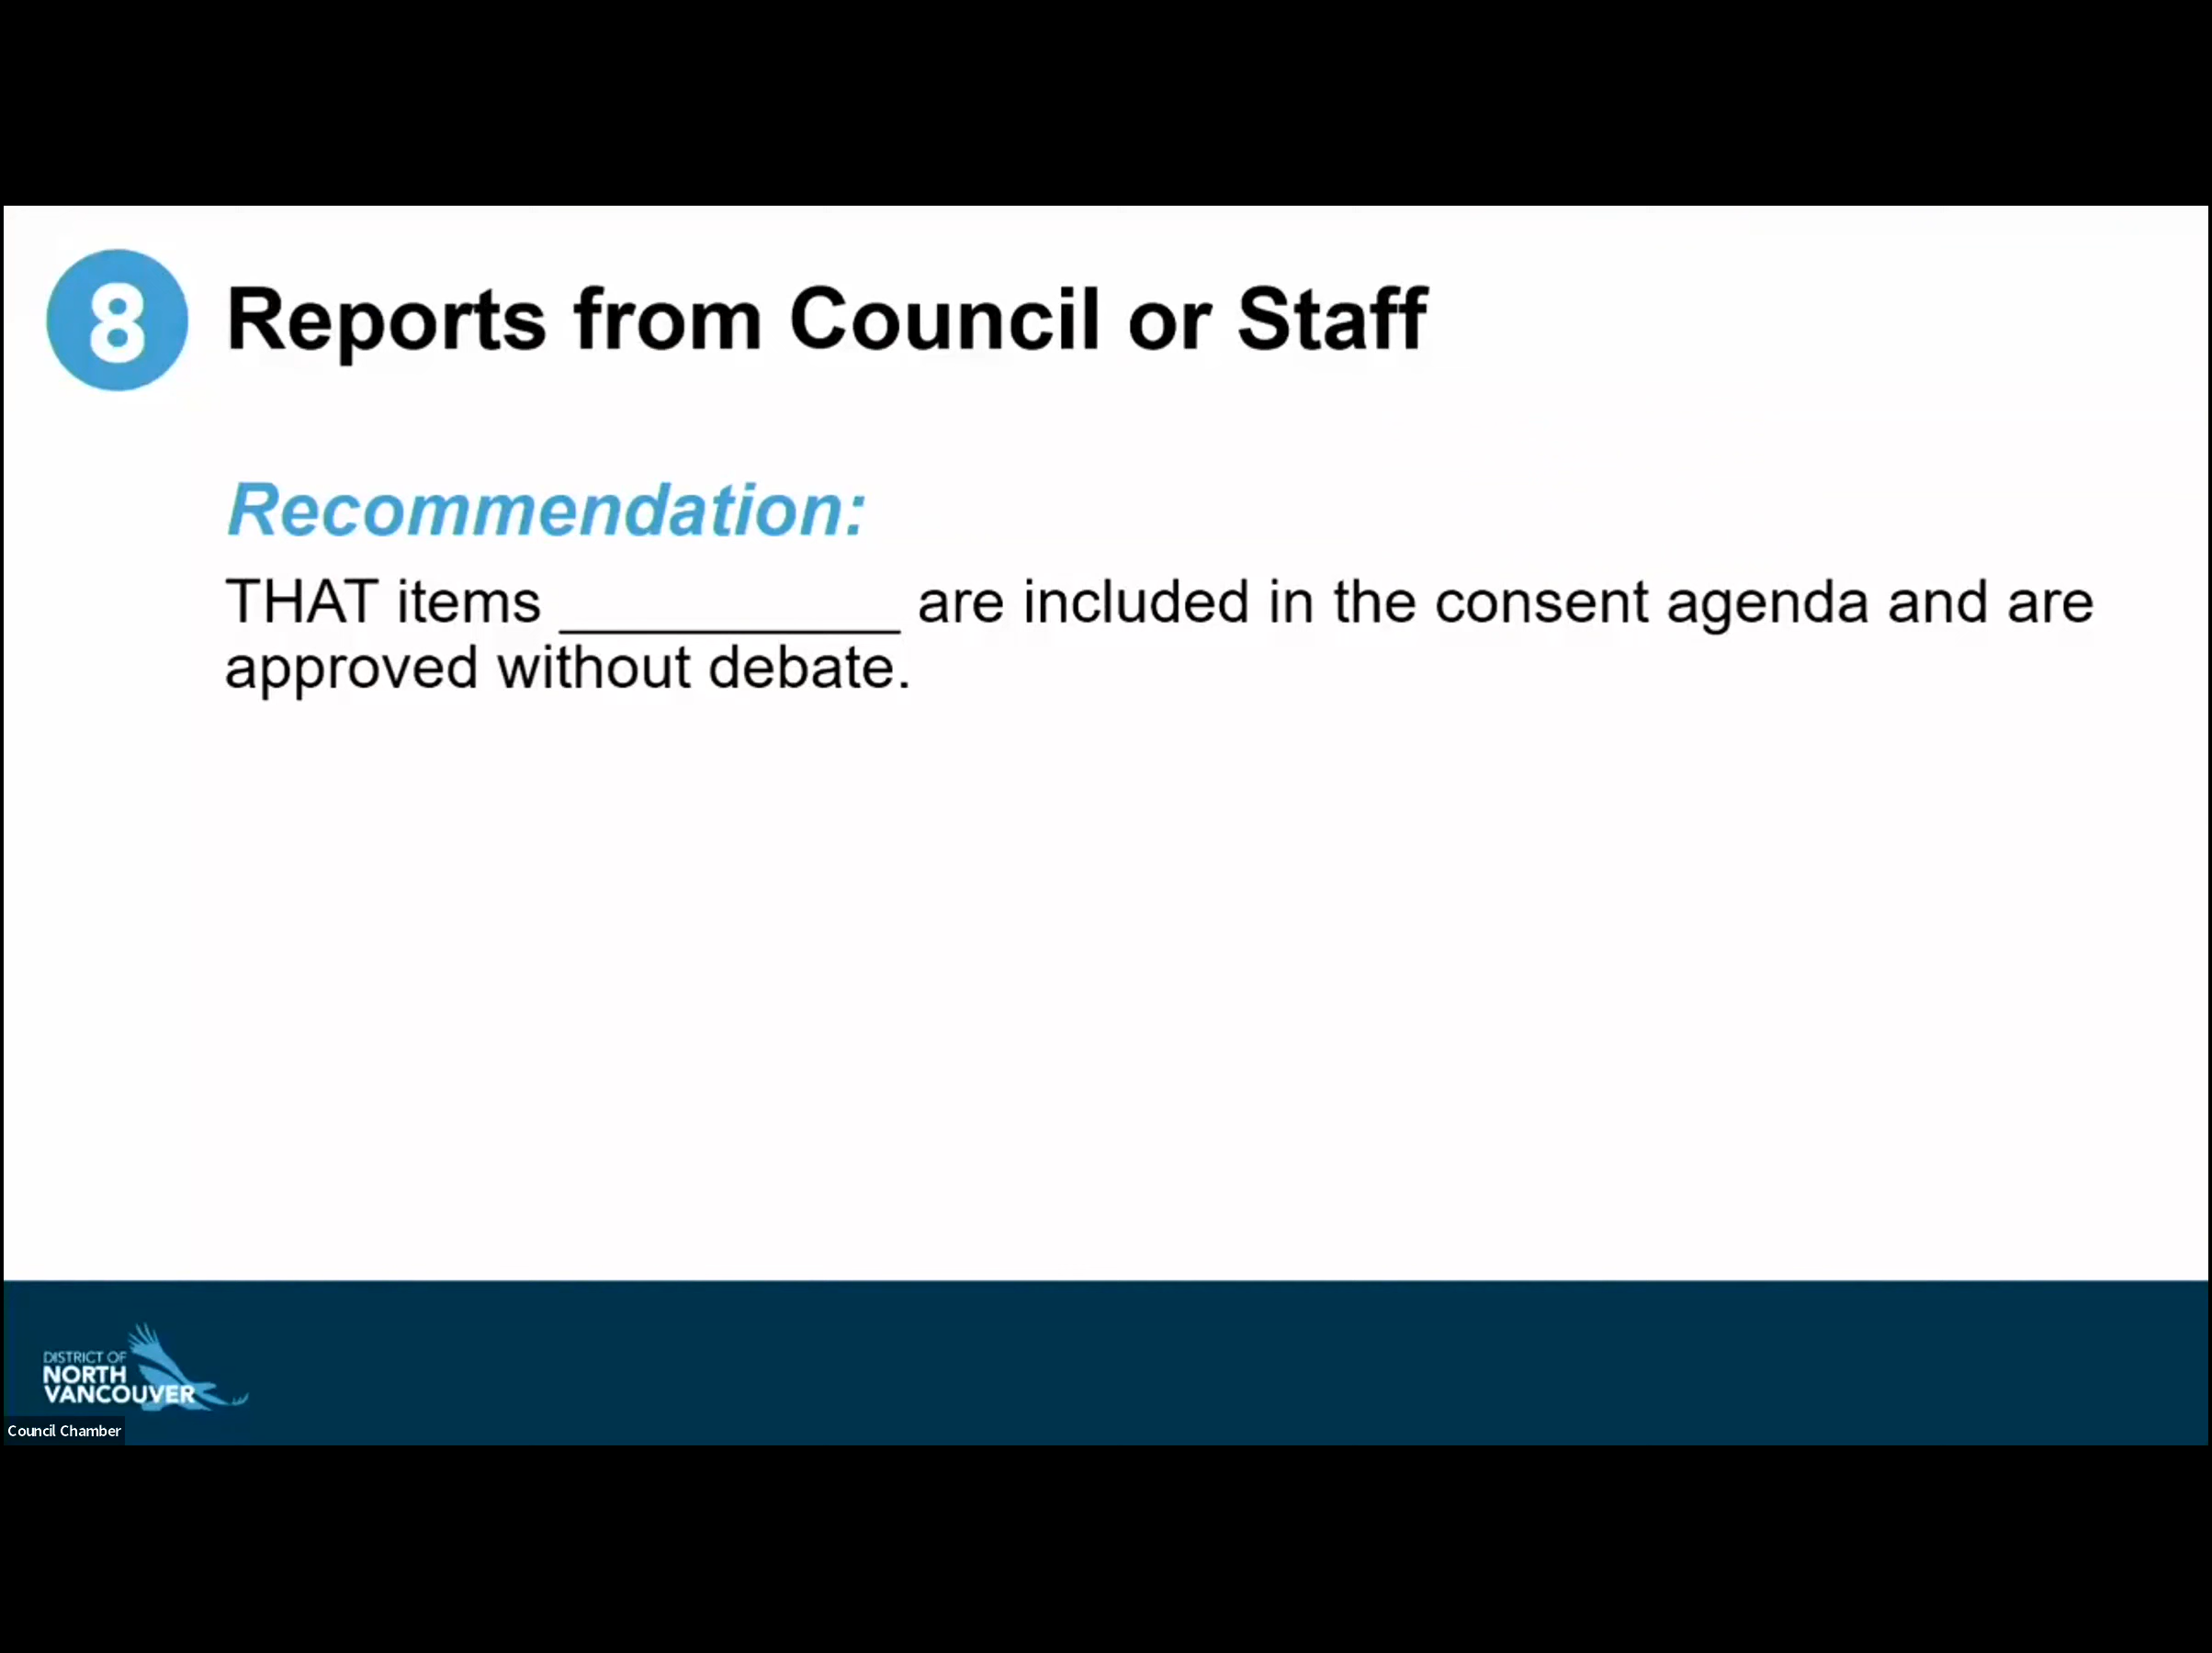 8 Reports from Council or Staff
Recommendation:
THAT items ____________ are included in the consent agenda and are
approved without debate.
DISTRICT OF
NORTH
VANCOUVER
Council Chamber